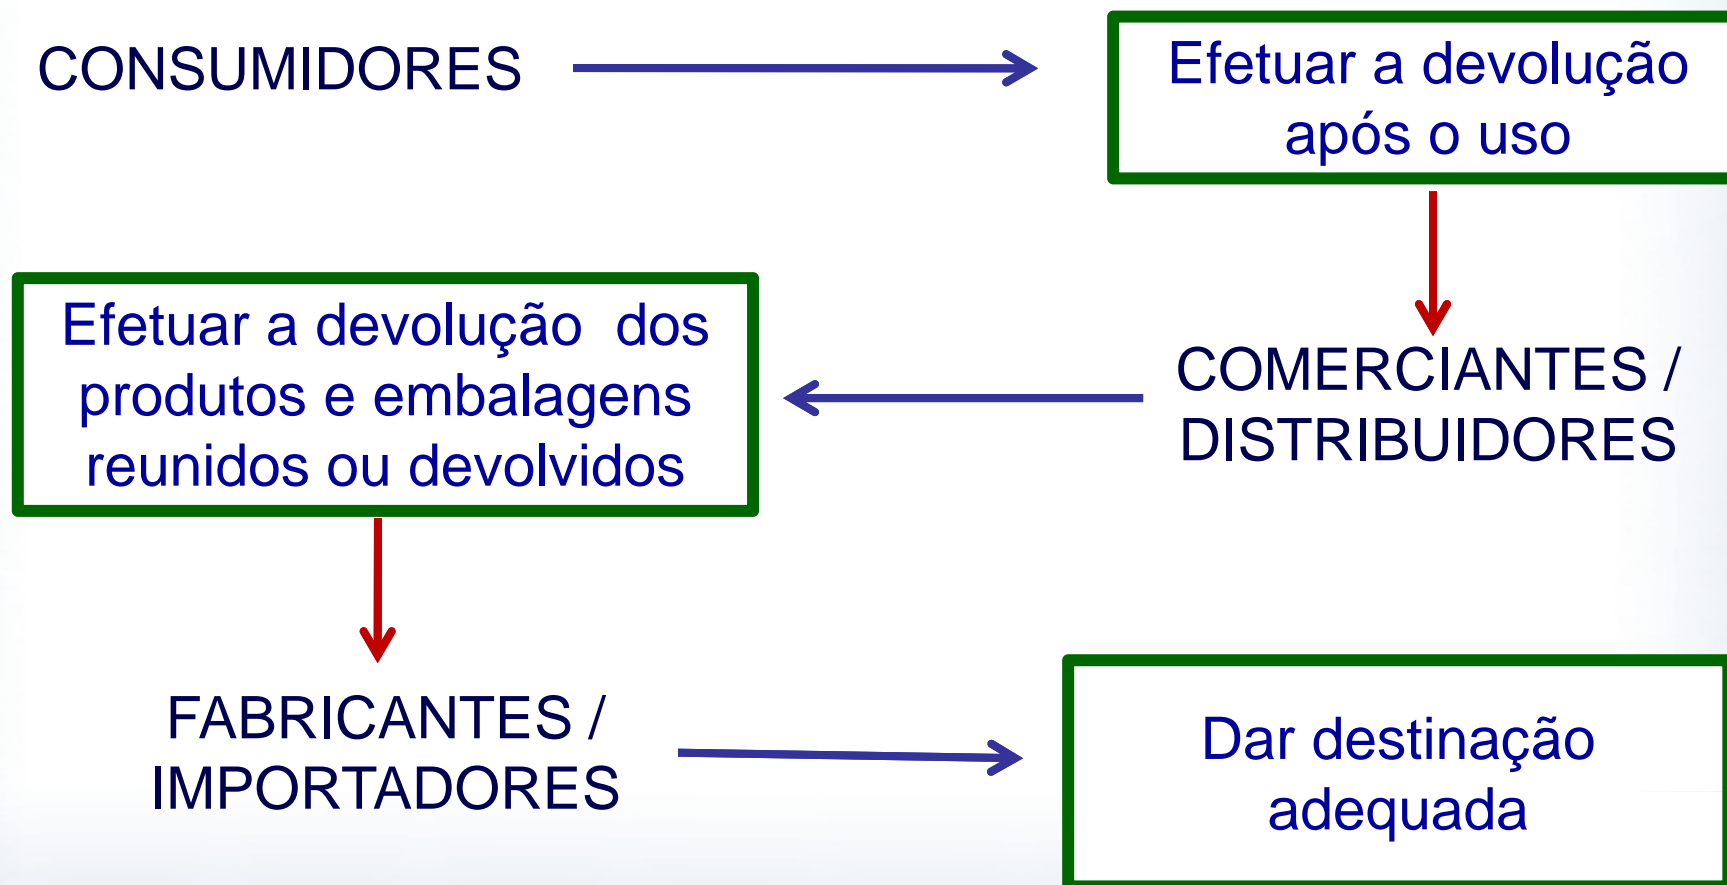 CONSUMIDORES
Efetuar a devolução
após o uso
Efetuar a devolução  dos
produtos e embalagens
reunidos ou devolvidos
COMERCIANTES /
DISTRIBUIDORES
FABRICANTES /
IMPORTADORES
Dar destinação
adequada